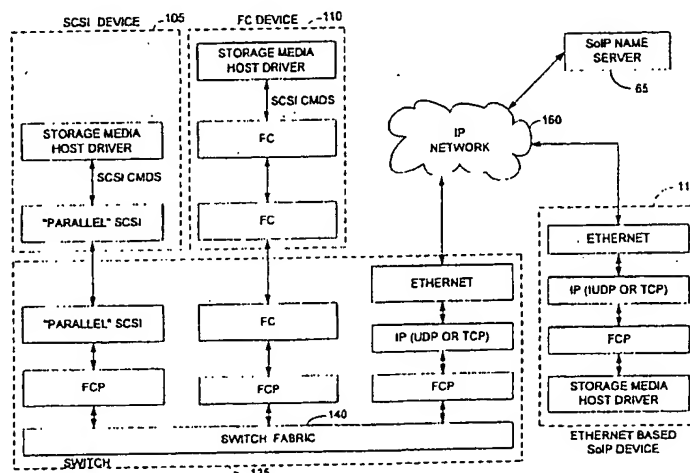 SCSI DEVICE
105
FC DEVICE
110
STORAGE MEDIA
HOST DRIVER
SCSI CMDS
FC
FC
STORAGE MEDIA
HOST DRIVER
SCSI CMDS
"PARALLEL" SCSI
SoIP NAME
SERVER
65
IP
NETWORK
160
11
ETHERNET
IP (IUDP OR TCP)
FCP
STORAGE MEDIA
HOST DRIVER
ETHERNET BASED
SoIP DEVICE
"PARALLEL" SCSI
FCP
FC
FCP
ETHERNET
IP (UDP OR TCP)
FCP
140
SWITCH FABRIC
SWITCH